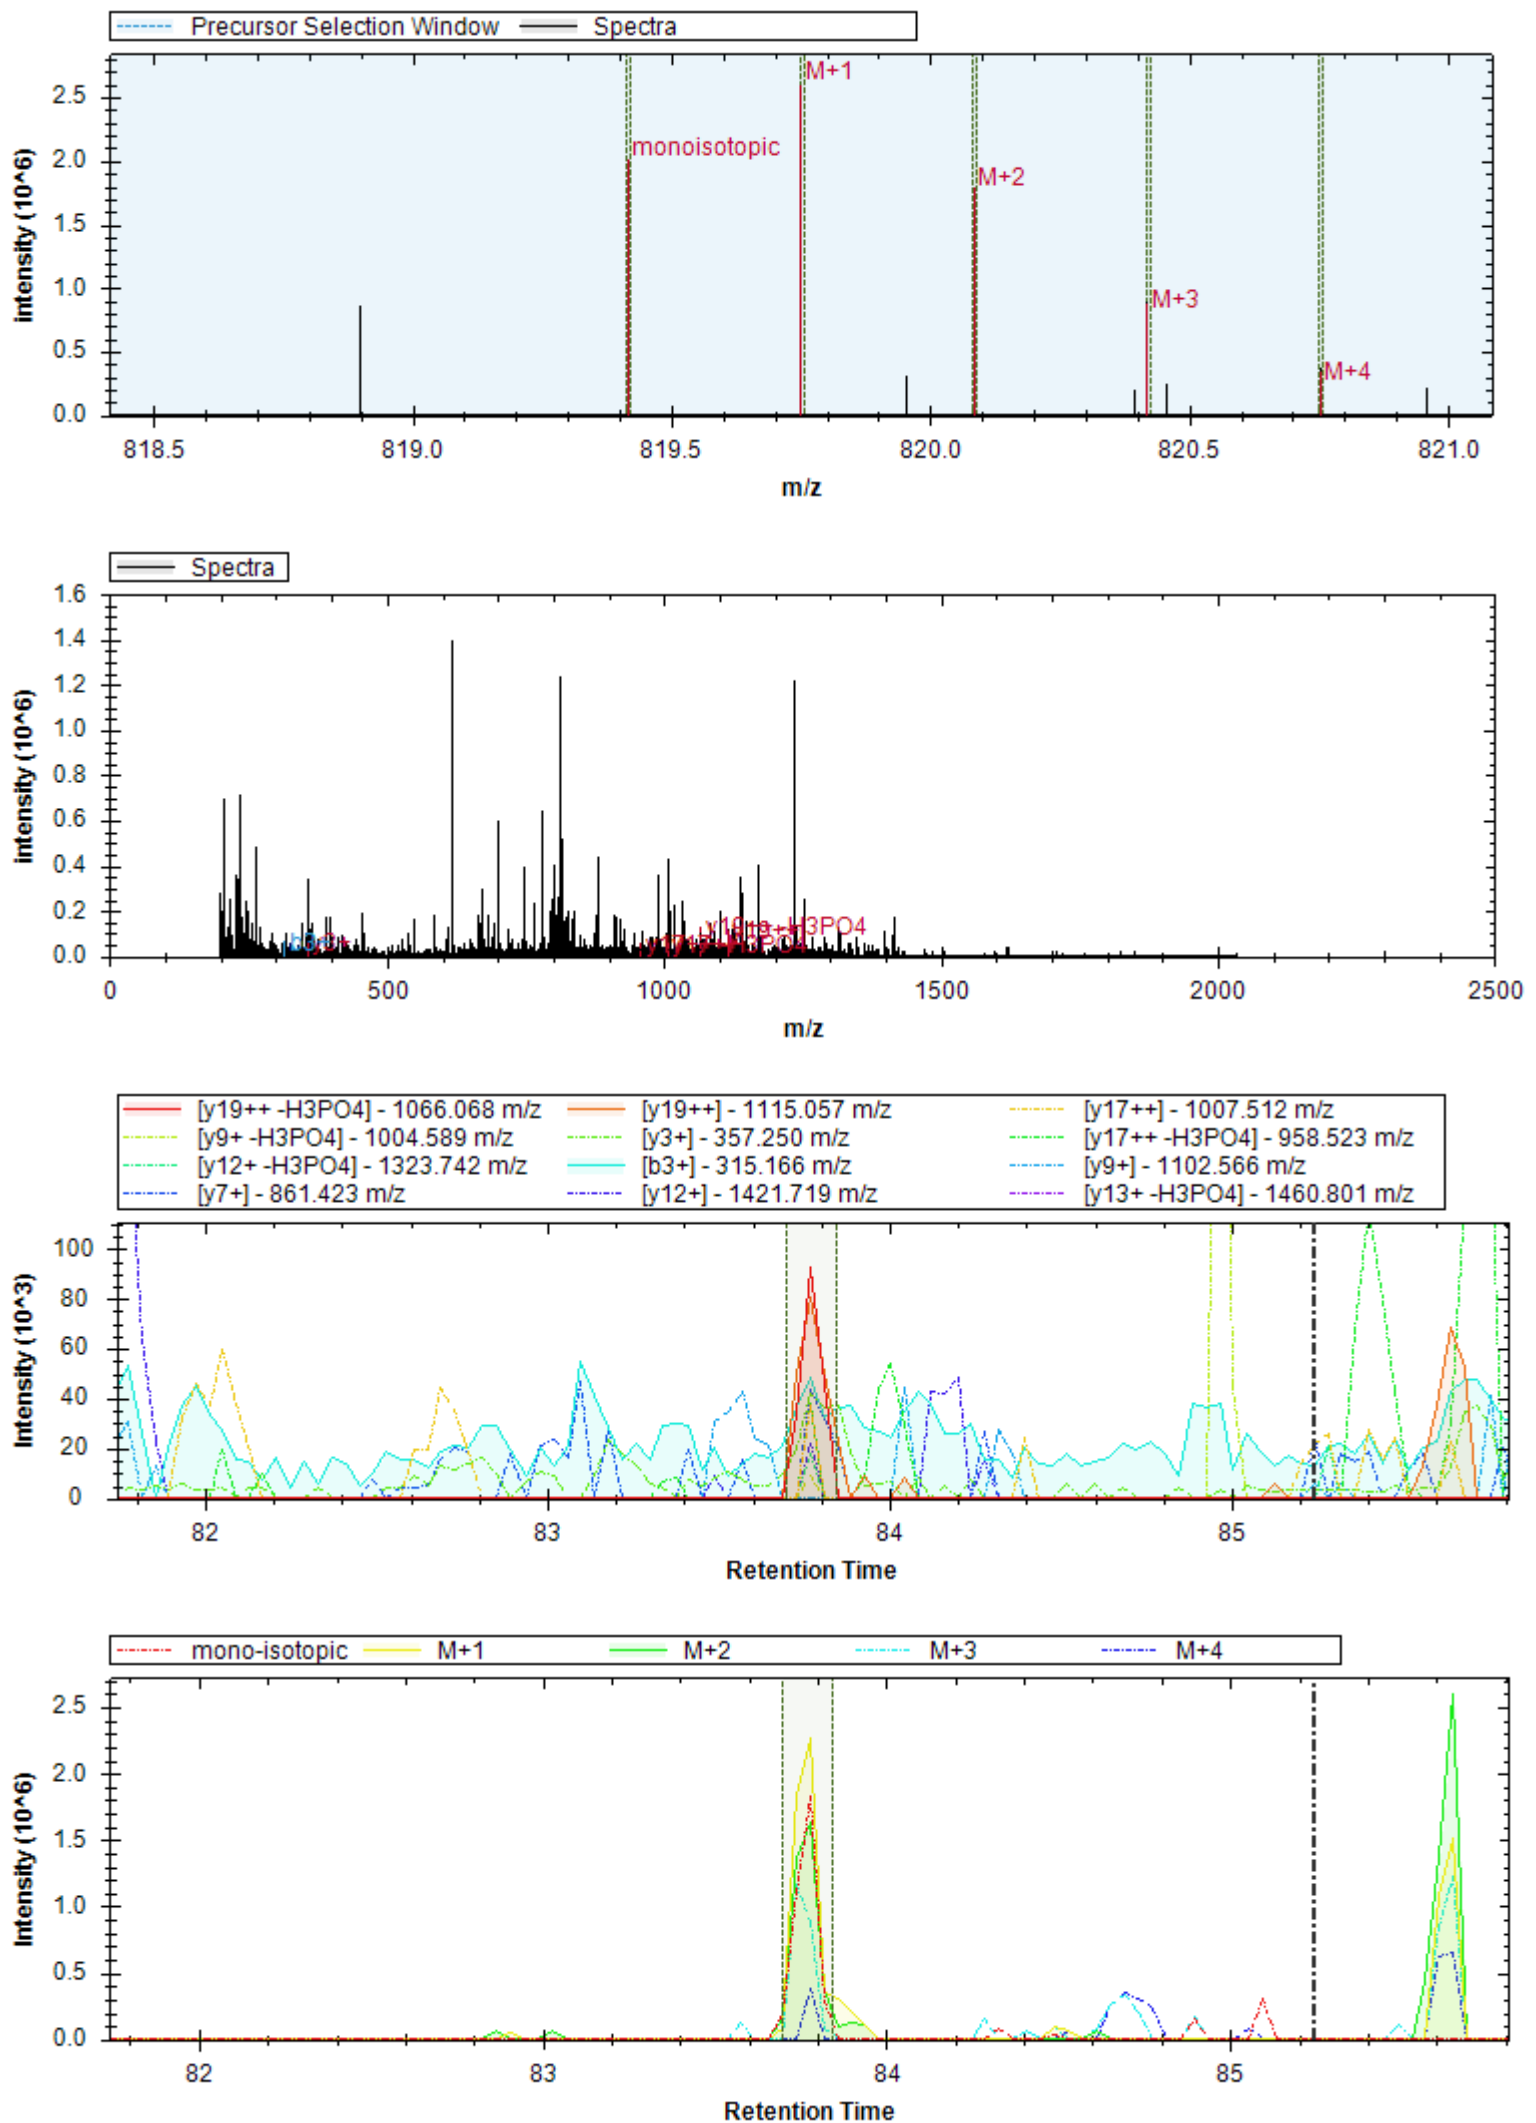 Precursor Selection Window Spectra
intensity (10^6)
2.5
2.0
1.5
1.0
0.5
0.0
monoisotopic
M+1
M+2
M+3
M+4
818.5 819.0 819.5 820.0 820.5 821.0
m/z
Spectra
intensity (10^6)
1.6
1.4
1.2
1.0
0.8
0.6
0.4
0.2
0.0
0 500 1000 1500 2000 2500
m/z
[y19++ -H3PO4] - 1066.068 m/z [y19++] - 1115.057 m/z [y17++] - 1007.512 m/z
[y9+ -H3PO4] - 1004.589 m/z [y3+] - 357.250 m/z [y17++ -H3PO4] - 958.523 m/z
[y12+ -H3PO4] - 1323.742 m/z [b3+] - 315.166 m/z [y9+] - 1102.566 m/z
[y7+] - 861.423 m/z [y12+] - 1421.719 m/z [y13+ -H3PO4] - 1460.801 m/z
Intensity (10^3)
100
80
60
40
20
0
82 83 84 85
Retention Time
mono-isotopic M+1 M+2 M+3 M+4
Intensity (10^6)
2.5
2.0
1.5
1.0
0.5
0.0
82 83 84 85
Retention Time